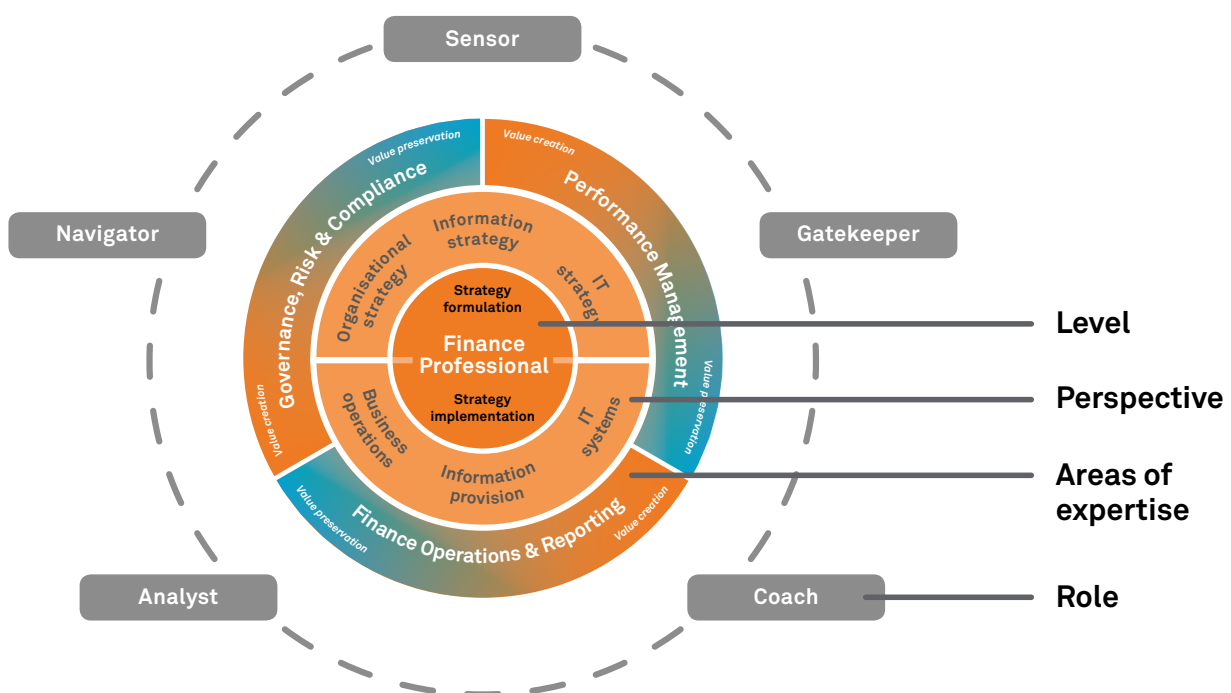 Sensor
Value preservation
Value creation
Governance, Risk & Compliance
Performance Management
Navigator
Gatekeeper
Information
strategy
Organisational
strategy
IT
strategy
Strategy
formulation
Level
Finance
Professional
Value creation
Value preservation
Strategy
implementation
Perspective
Business
operations
IT
systems
Information
provision
Areas of
expertise
Value preservation
Finance Operations & Reporting
Value creation
Analyst
Coach
Role